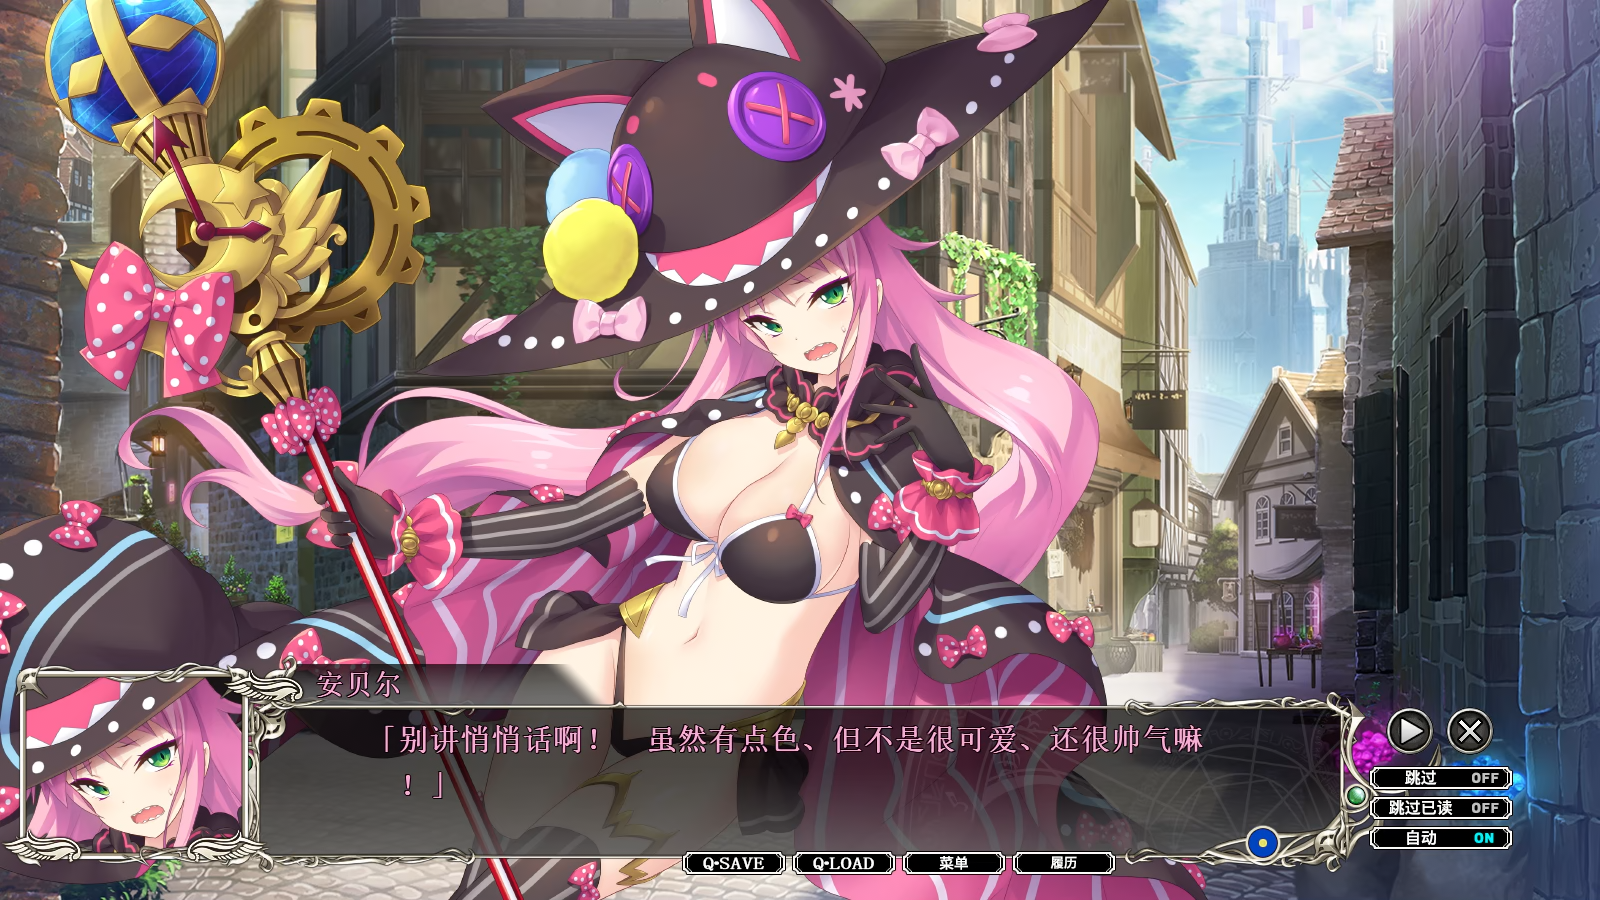 安贝尔
「别讲悄悄话啊！　虽然有点色、但不是很可爱、还很帅气嘛
！」
跳过 OFF
跳过已读 OFF
自动 ON
Q•SAVE Q•LOAD 菜单 履历